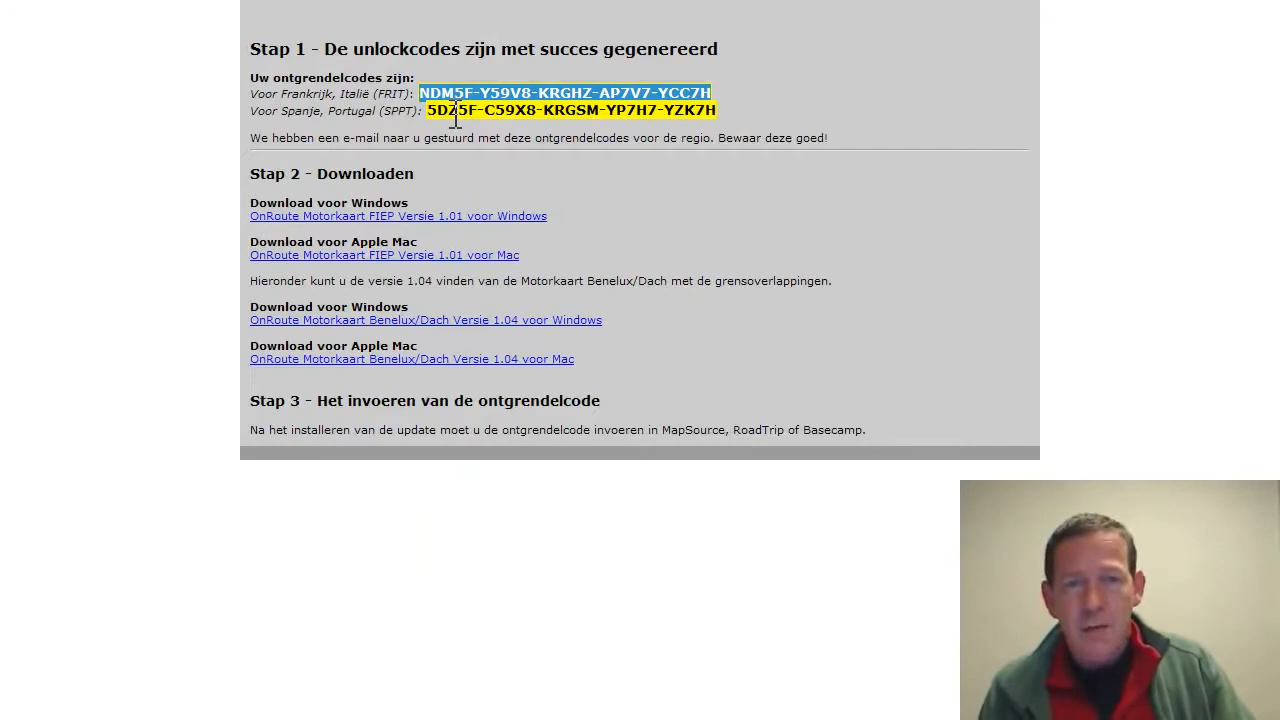 Stap 1 - De unlockcodes zijn met succes gegenereerd
Uw ontgrendelcodes zijn:
Voor Frankrijk, Italië (FRIT): NDM5F-Y59V8-KRGHZ-AP7V7-YCC7H
Voor Spanje, Portugal (SPPT): 5DZ5F-C59X8-KRGSM-YP7H7-YZK7H
We hebben een e-mail naar u gestuurd met deze ontgrendelcodes voor de regio. Bewaar deze goed!
Stap 2 - Downloaden
Download voor Windows
OnRoute Motorkaart FIEP Versie 1.01 voor Windows
Download voor Apple Mac
OnRoute Motorkaart FIEP Versie 1.01 voor Mac
Hieronder kunt u de versie 1.04 vinden van de Motorkaart Benelux/Dach met de grensoverlappingen.
Download voor Windows
OnRoute Motorkaart Benelux/Dach Versie 1.04 voor Windows
Download voor Apple Mac
OnRoute Motorkaart Benelux/Dach Versie 1.04 voor Mac
Stap 3 - Het invoeren van de ontgrendelcode
Na het installeren van de update moet u de ontgrendelcode invoeren in MapSource, RoadTrip of Basecamp.